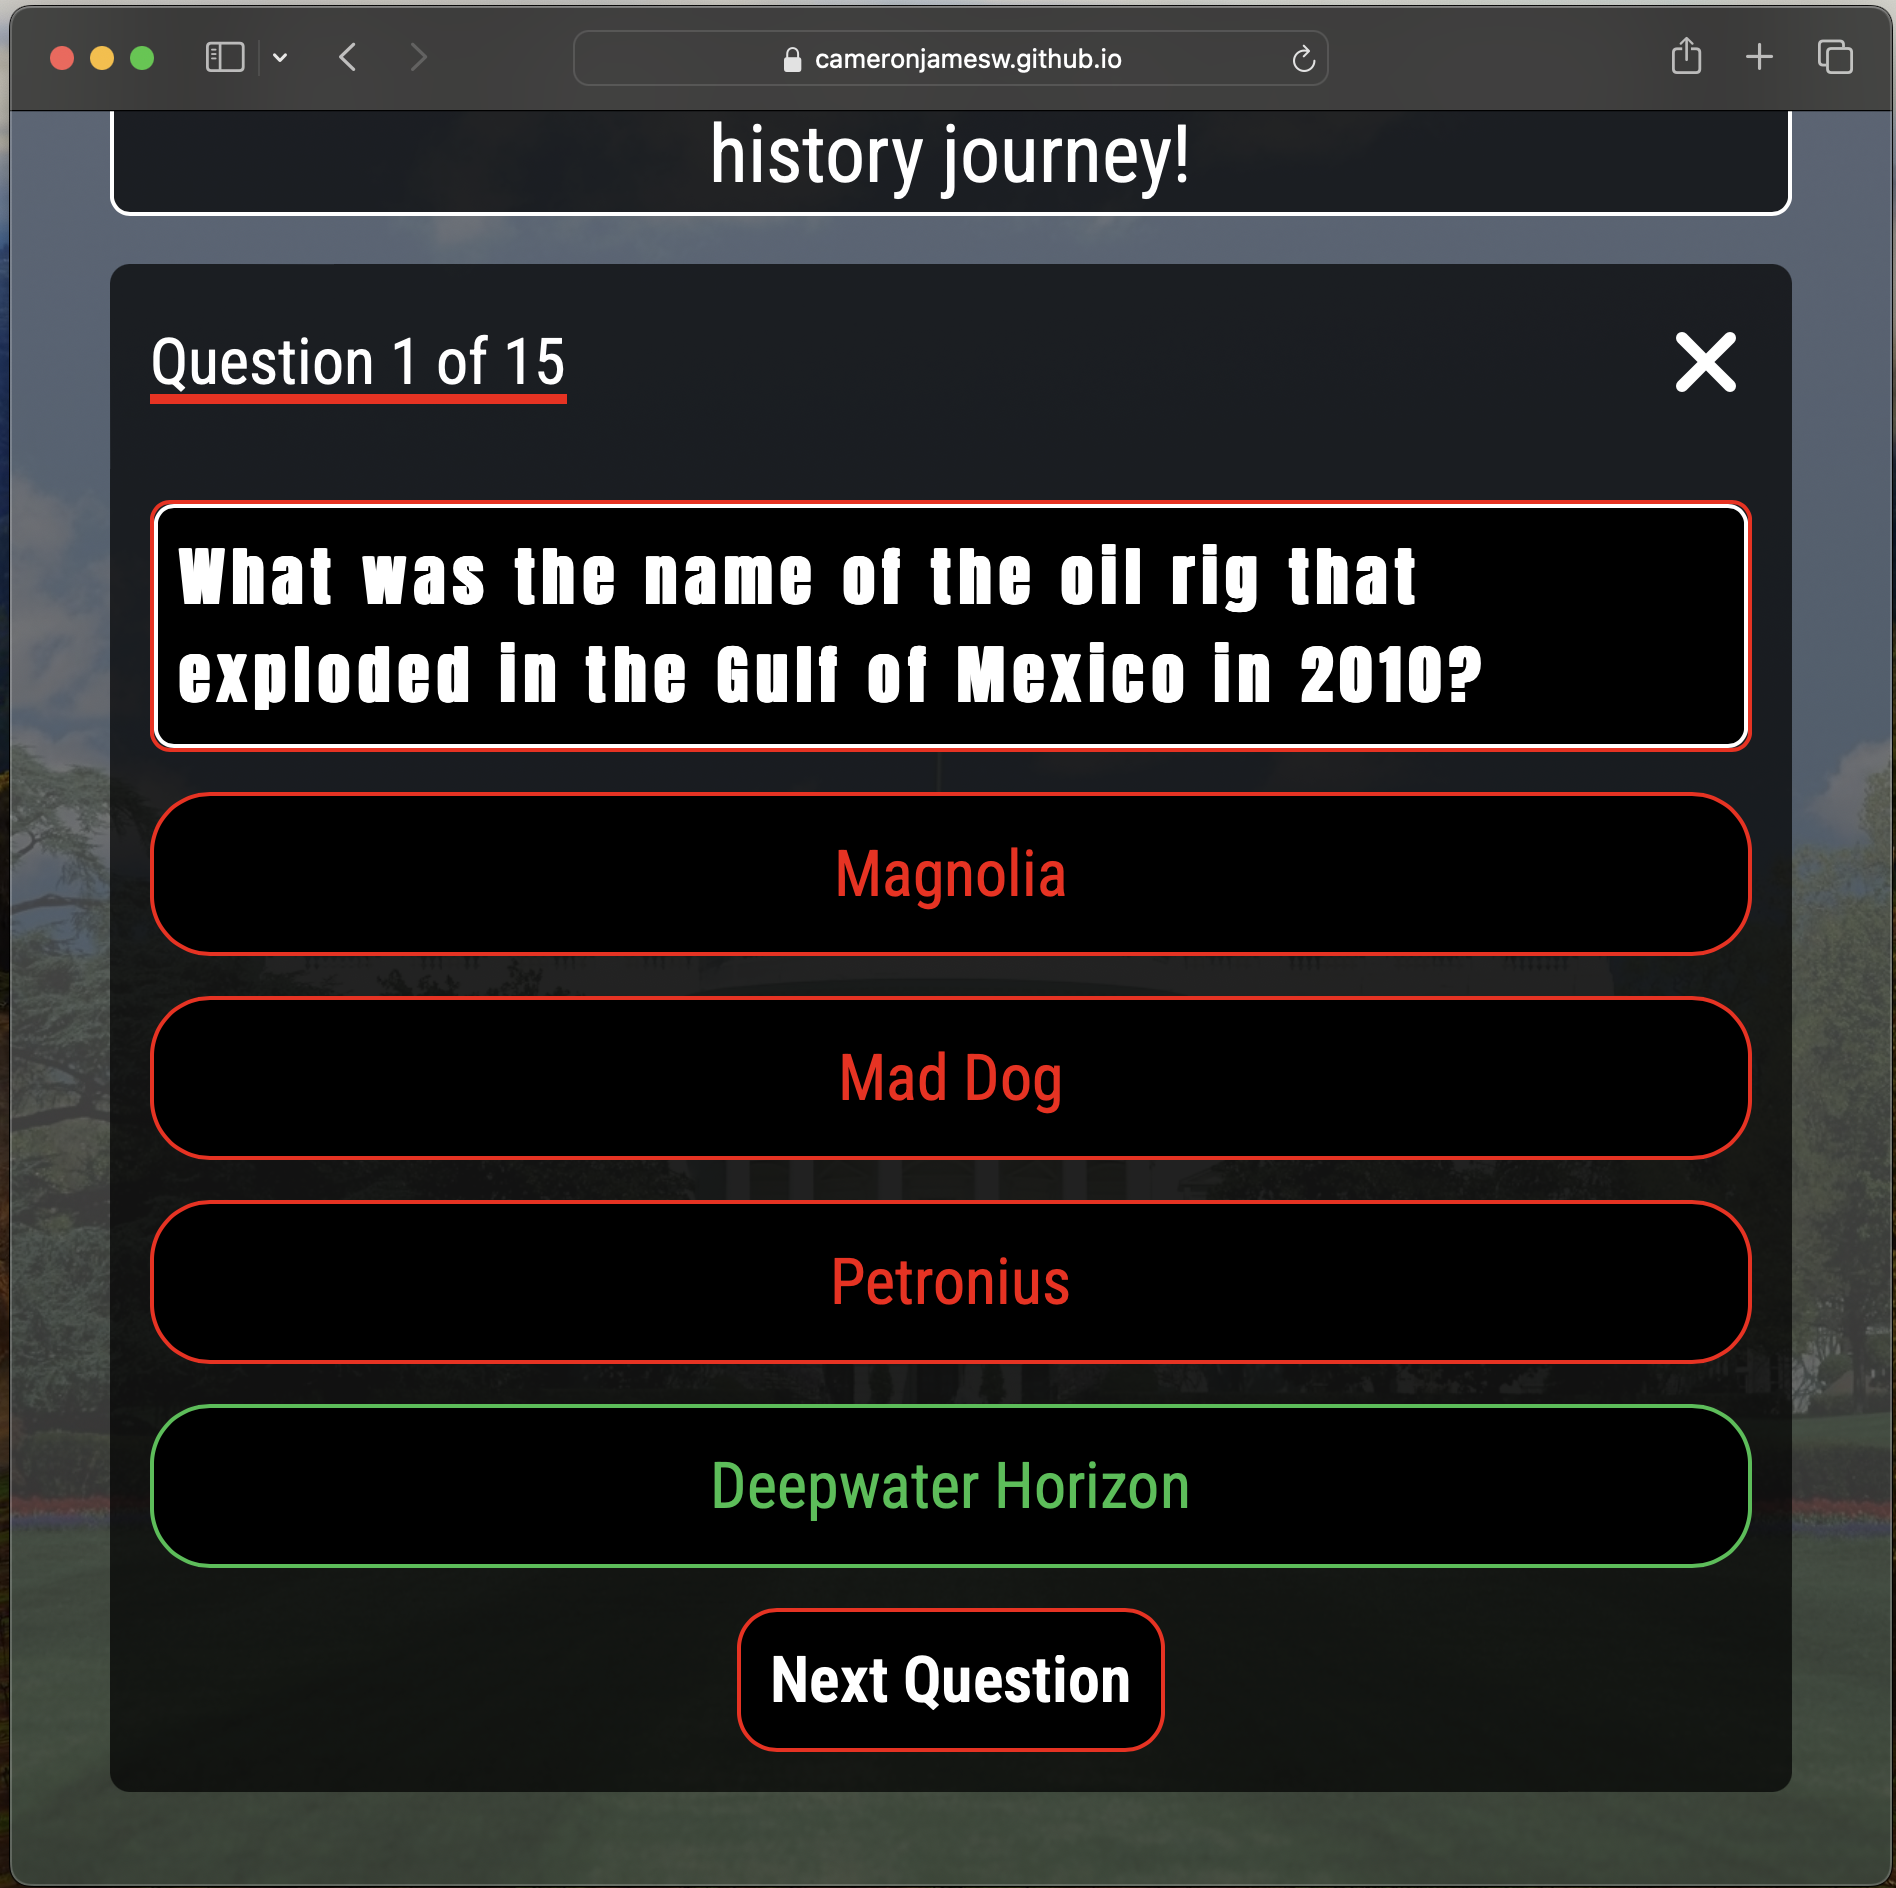 cameronjamesw.github.io
history journey!
Question 1 of 15
What was the name of the oil rig that
exploded in the Gulf of Mexico in 2010?
Magnolia
Mad Dog
Petronius
Deepwater Horizon
Next Question